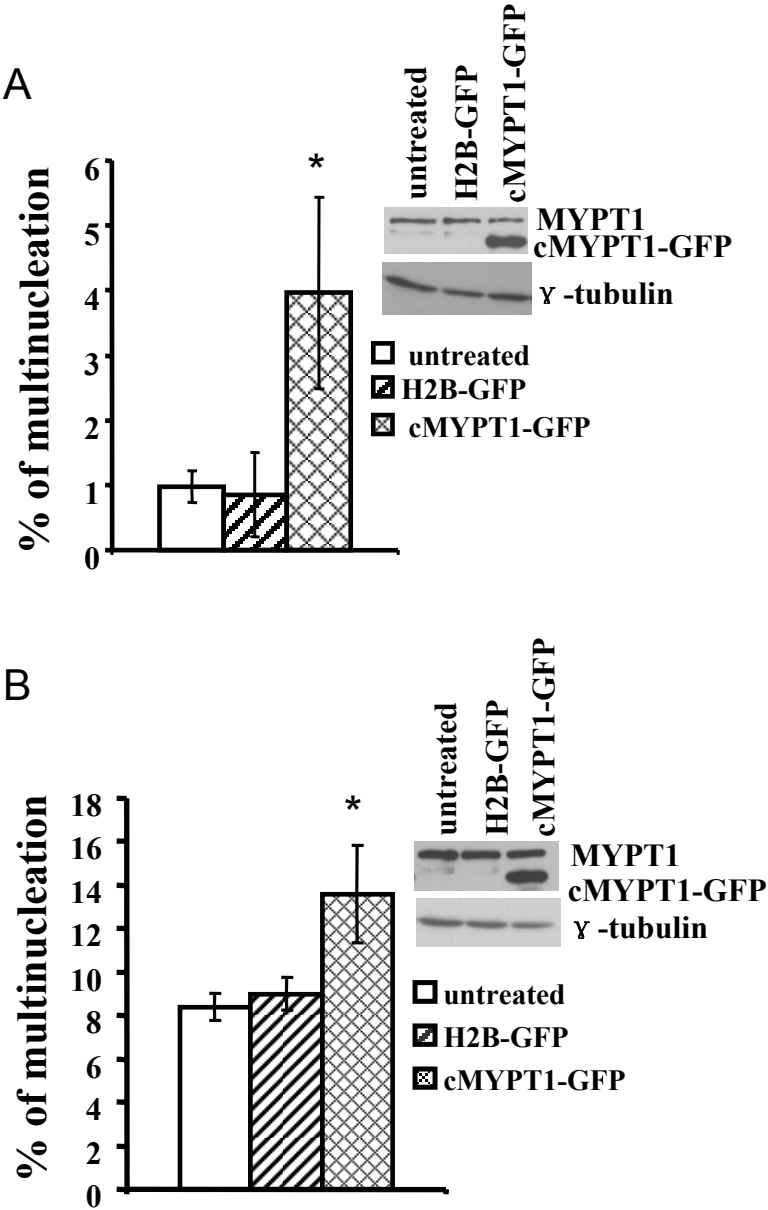 A
untreated
H2B-GFP
cMYPT1-GFP
*
6
5
4
3
2
1
0
% of multinucleation
MYPT1
cMYPT1-GFP
ɤ-tubulin
untreated
H2B-GFP
cMYPT1-GFP
B
untreated
H2B-GFP
cMYPT1-GFP
*
18
16
14
12
10
8
6
4
2
0
% of multinucleation
MYPT1
cMYPT1-GFP
ɤ-tubulin
untreated
H2B-GFP
cMYPT1-GFP